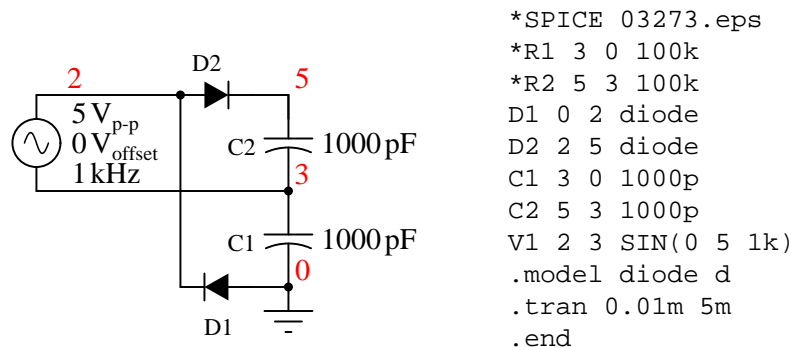 D2
2
5
5 Vp-p
0 Voffset
1 kHz
C2
1000 pF
3
C1
1000 pF
0
D1
*SPICE 03273.eps
*R1 3 0 100k
*R2 5 3 100k
D1 0 2 diode
D2 2 5 diode
C1 3 0 1000p
C2 5 3 1000p
V1 2 3 SIN(0 5 1k)
.model diode d
.tran 0.01m 5m
.end